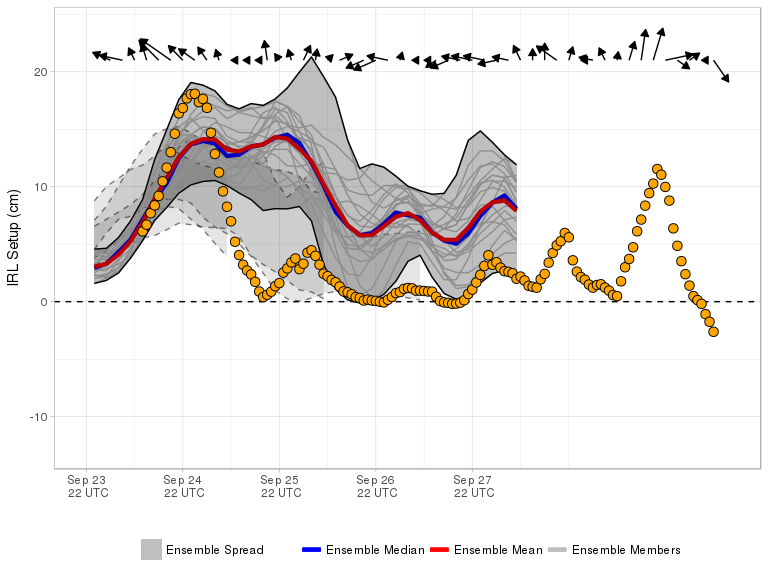 IRL Setup (cm)
20
10
0
-10
Sep 23 Sep 24 Sep 25 Sep 26 Sep 27
22 UTC 22 UTC 22 UTC 22 UTC 22 UTC
Ensemble Spread Ensemble Median Ensemble Mean Ensemble Members